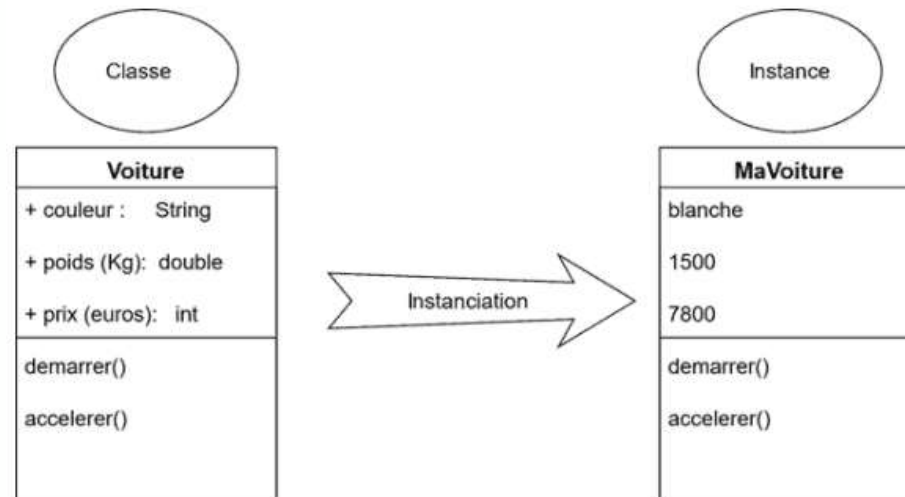 Classe
Instance
Voiture
+ couleur : String
+ poids (Kg): double
+ prix (euros): int
demarrer()
accelerer()
Instanciation
MaVoiture
blanche
1500
7800
demarrer()
accelerer()